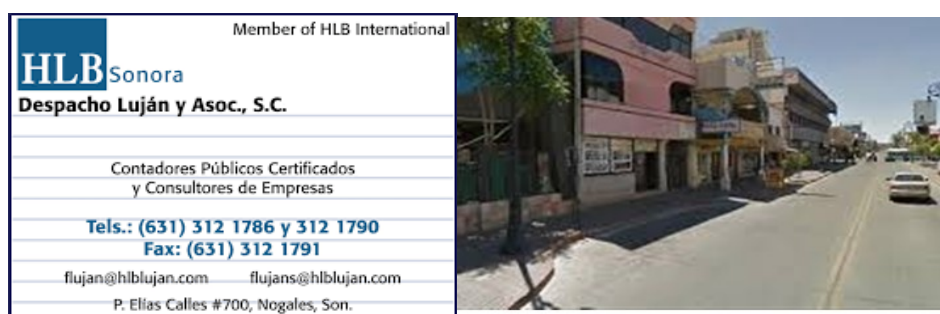 Member of HLB International
HLB Sonora
Despacho Luján y Asoc., S.C.
Contadores Públicos Certificados
y Consultores de Empresas
Tels.: (631) 312 1786 y 312 1790
Fax: (631) 312 1791
flujan@hlblujan.com flujans@hlblujan.com
P. Elías Calles #700, Nogales, Son.